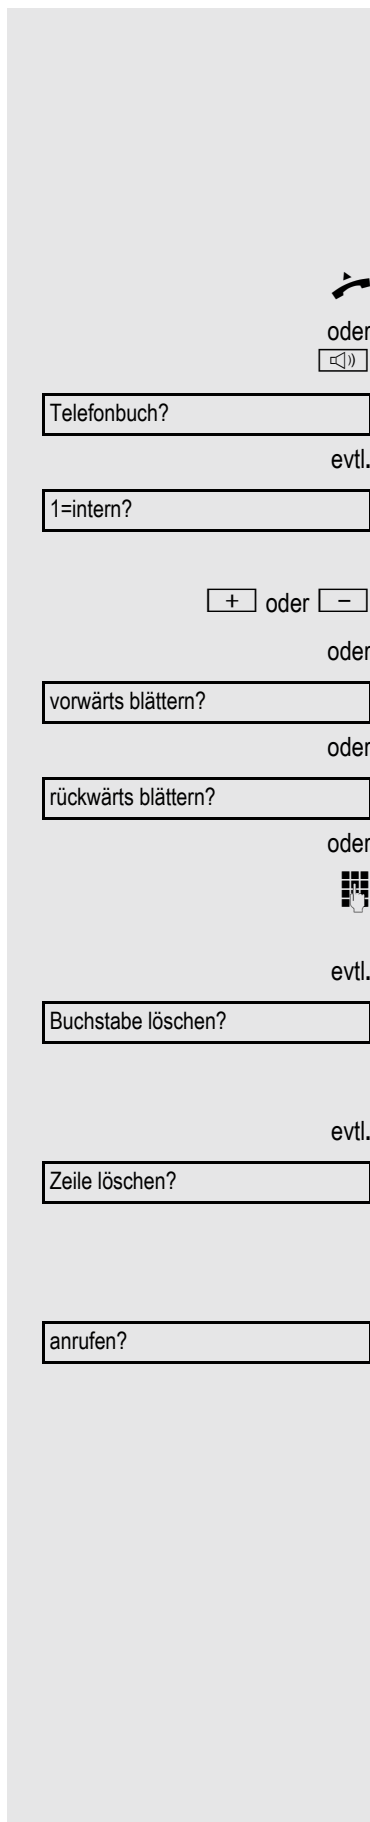 oder
Telefonbuch?
evtl.
1=intern?
+ oder −
oder
vorwärts blättern?
oder
rückwärts blättern?
oder
evtl.
Buchstabe löschen?
evtl.
Zeile löschen?
anrufen?